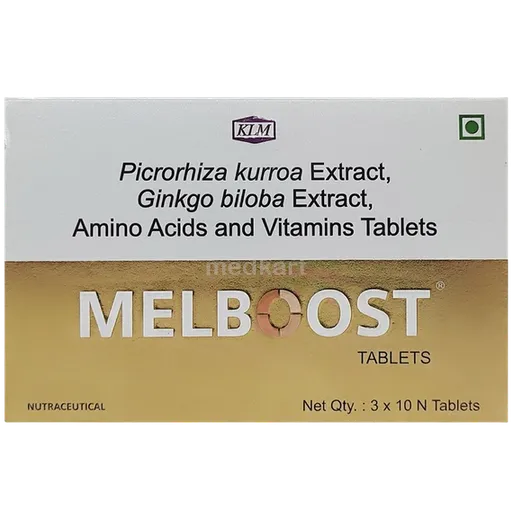 KLM
Picrorhiza kurroa Extract,
Ginkgo biloba Extract,
Amino Acids and Vitamins Tablets
medkart
MELBOOST®
TABLETS
NUTRACEUTICAL
Net Qty. : 3 x 10 N Tablets